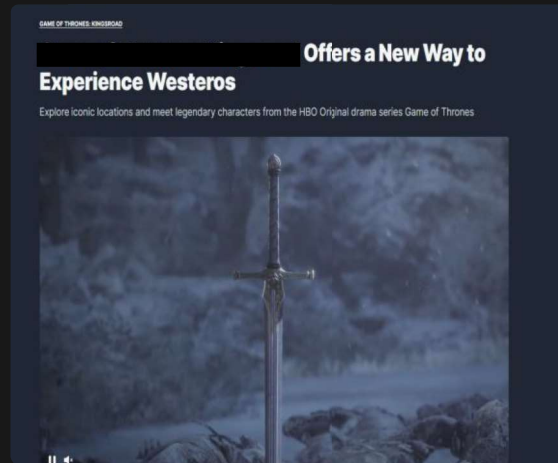 GAME OF THRONES: KINGSROAD
Offers a New Way to
Experience Westeros
Explore iconic locations and meet legendary characters from the HBO Original drama series Game of Thrones